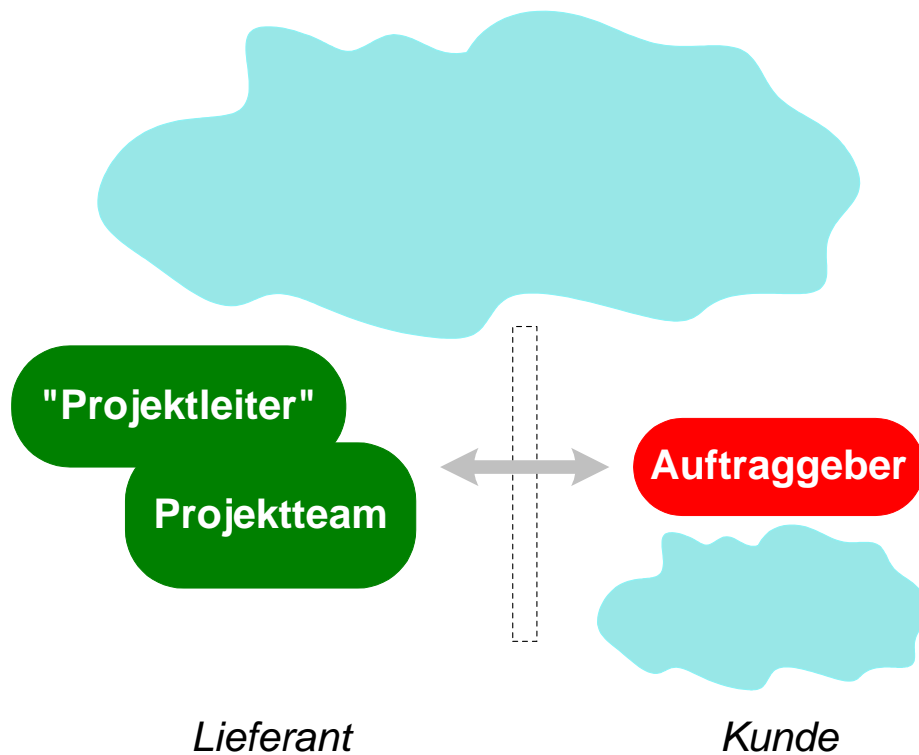 "Projektleiter"
Auftraggeber
Projektteam
Lieferant
Kunde